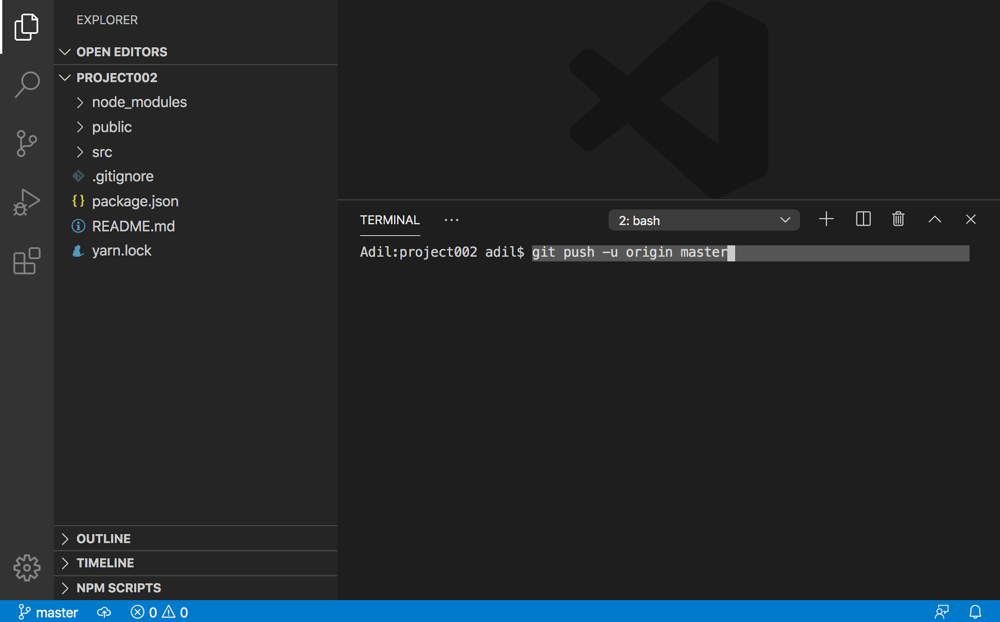 EXPLORER
OPEN EDITORS
PROJECT002
node_modules
public
src
.gitignore
{} package.json
README.md
yarn.lock
OUTLINE
TIMELINE
NPM SCRIPTS
TERMINAL ...
2: bash
Adil:project002 adil$ git push -u origin master
master 0 0